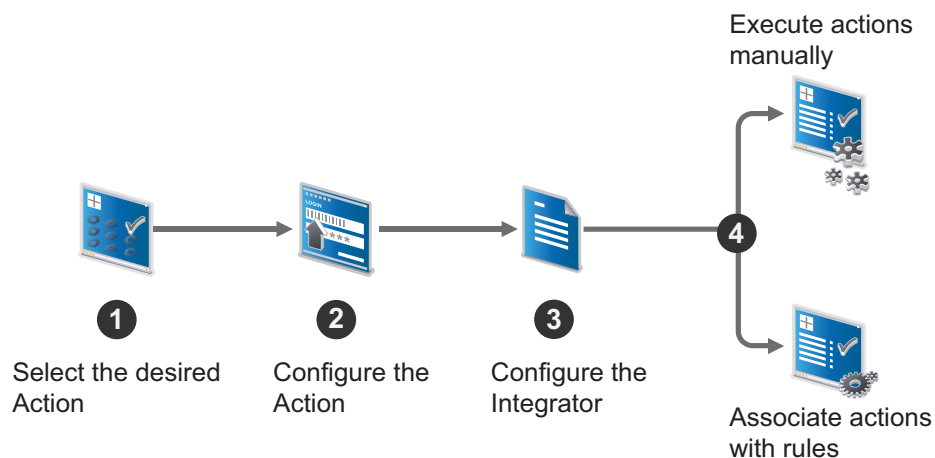 Execute actions
manually
LOGIN
***
4
1
2
3
Select the desired
Action
Configure the
Action
Configure the
Integrator
Associate actions
with rules